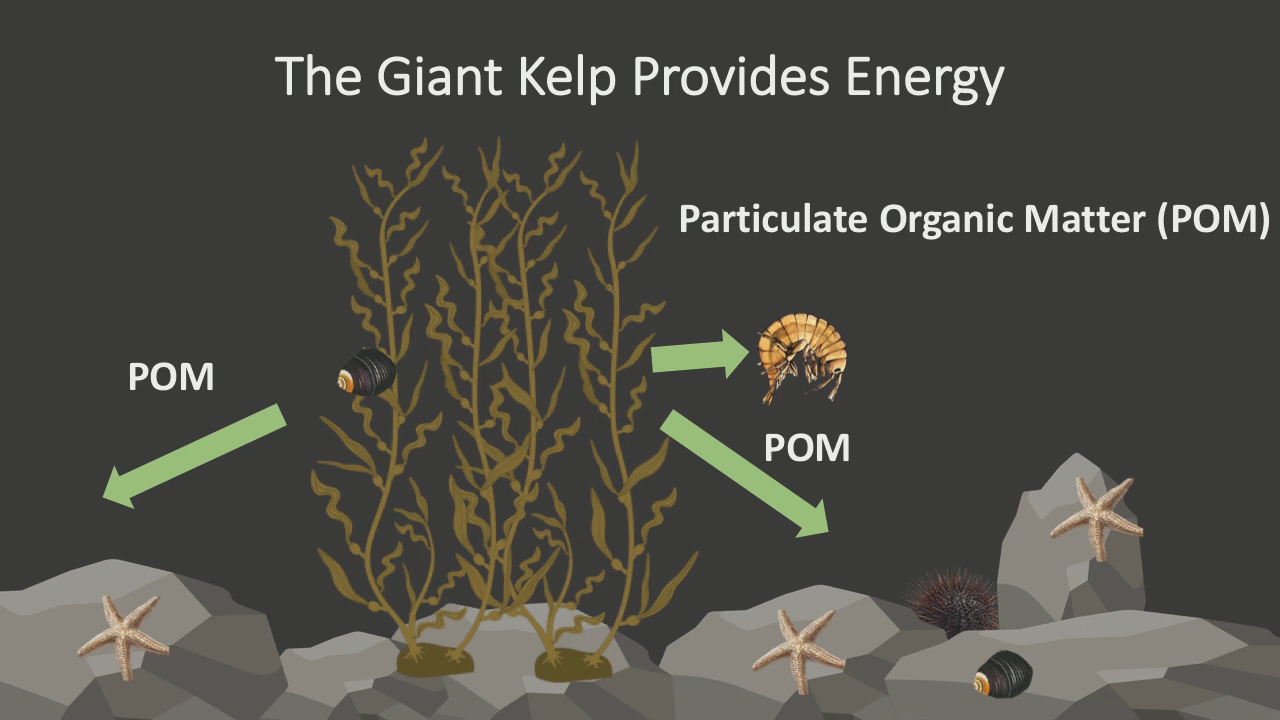 The Giant Kelp Provides Energy
Particulate Organic Matter (POM)
POM
POM